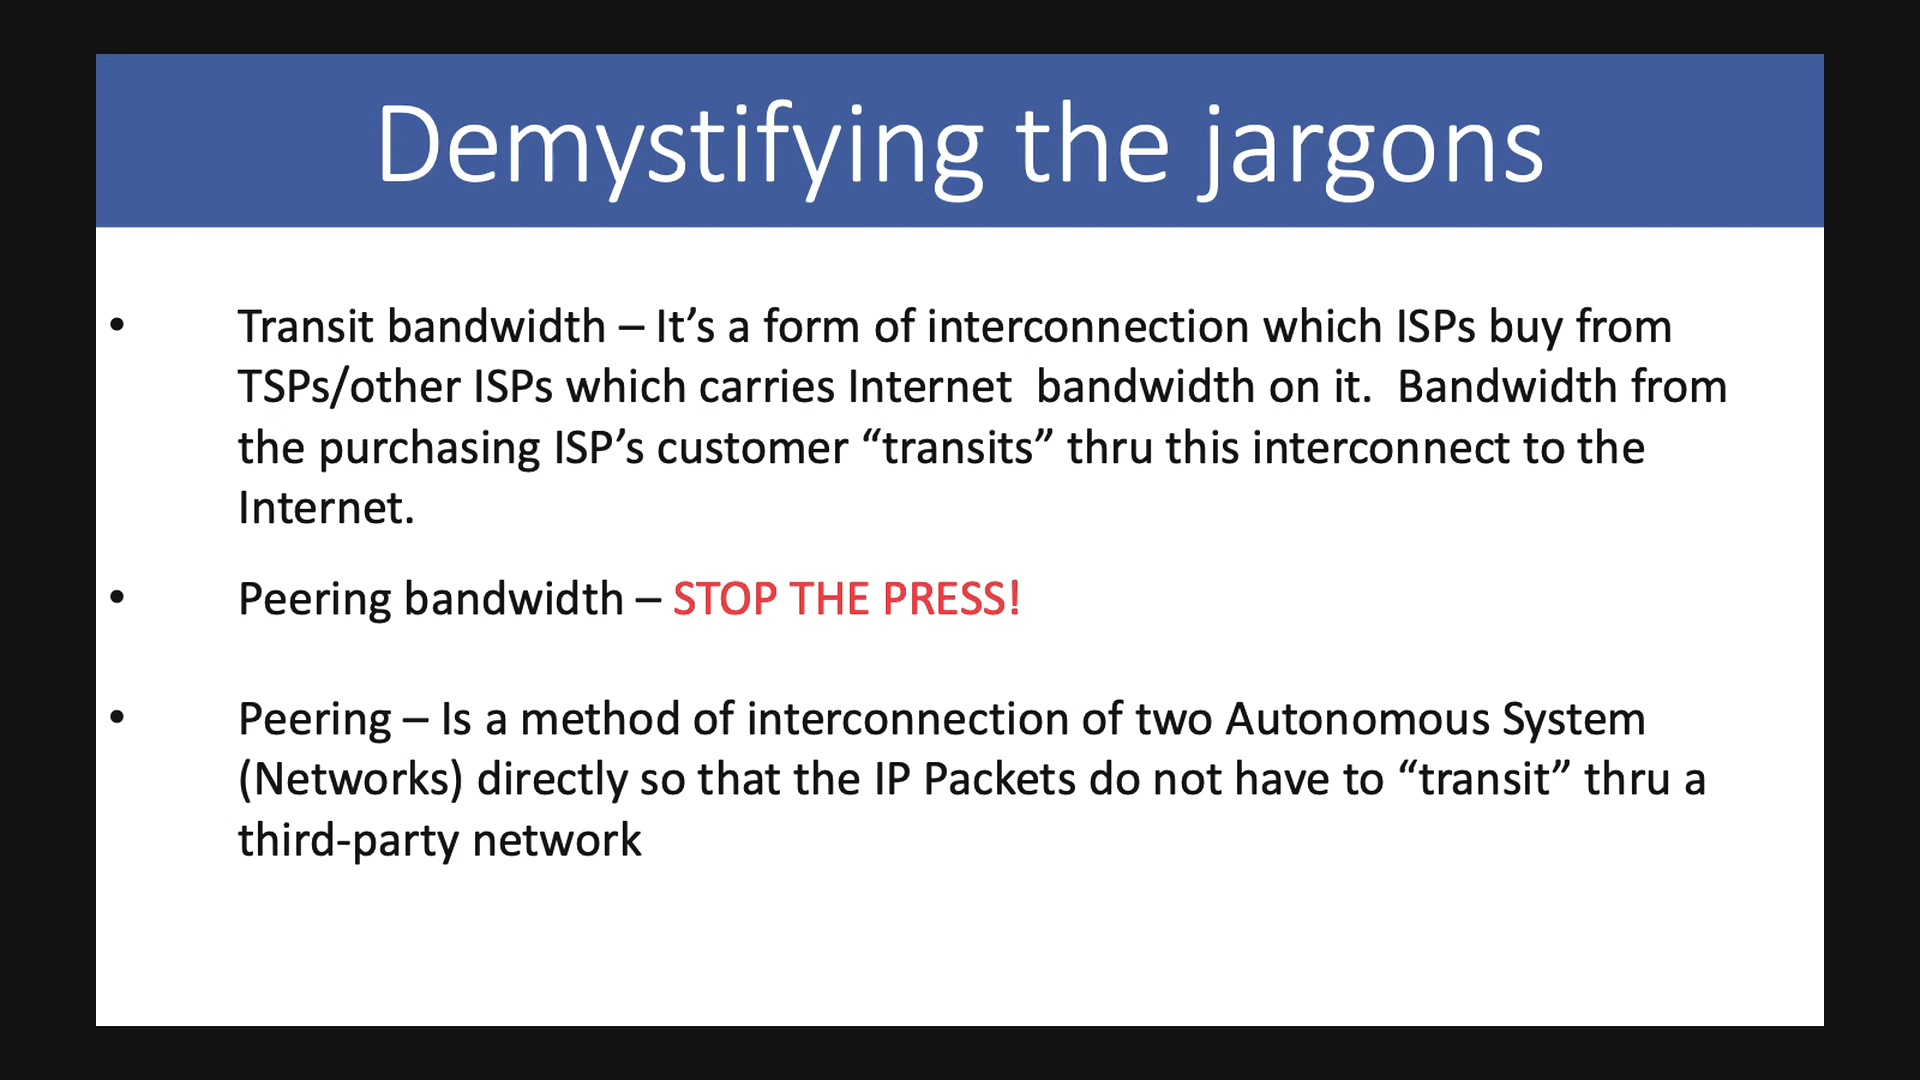 Demystifying the jargons
• Transit bandwidth – It’s a form of interconnection which ISPs buy from
TSPs/other ISPs which carries Internet  bandwidth on it.  Bandwidth from
the purchasing ISP’s customer “transits” thru this interconnect to the
Internet.
• Peering bandwidth – STOP THE PRESS!
• Peering – Is a method of interconnection of two Autonomous System
(Networks) directly so that the IP Packets do not have to “transit” thru a
third-party network